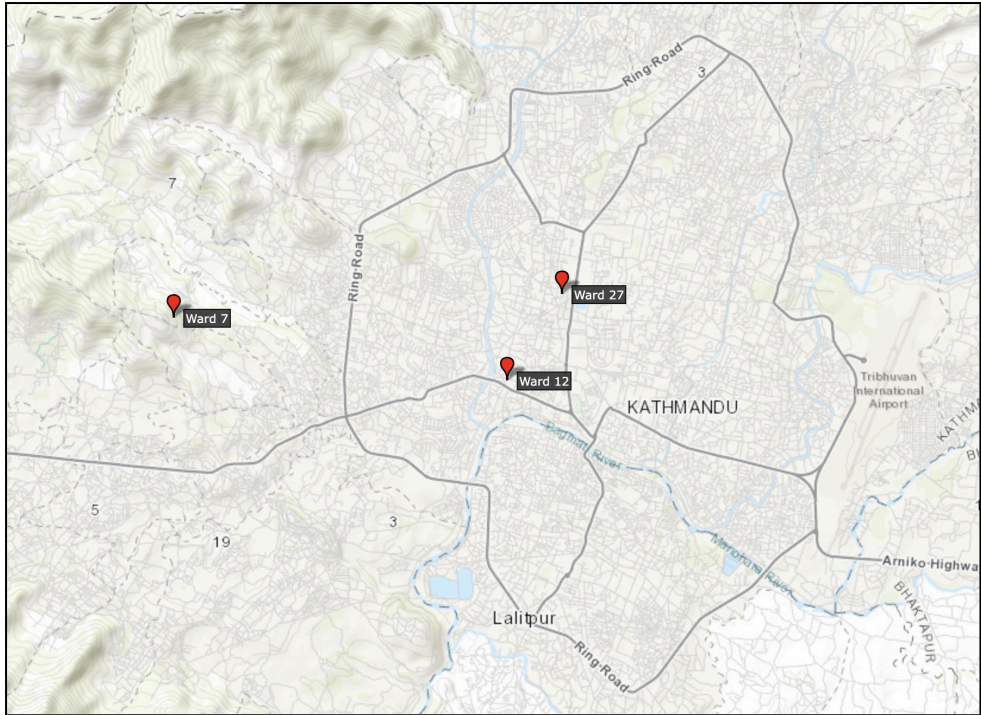 Ring Road
3
7
Ring Road
Ward 27
Ward 7
Tribhuvan
International
Airport
Ward 12
KATHMANDU
Bagmati River
5
3
19
Manohara River
Arniko Highwa
BHAKTAPUR
Lalitpur
Ring Road